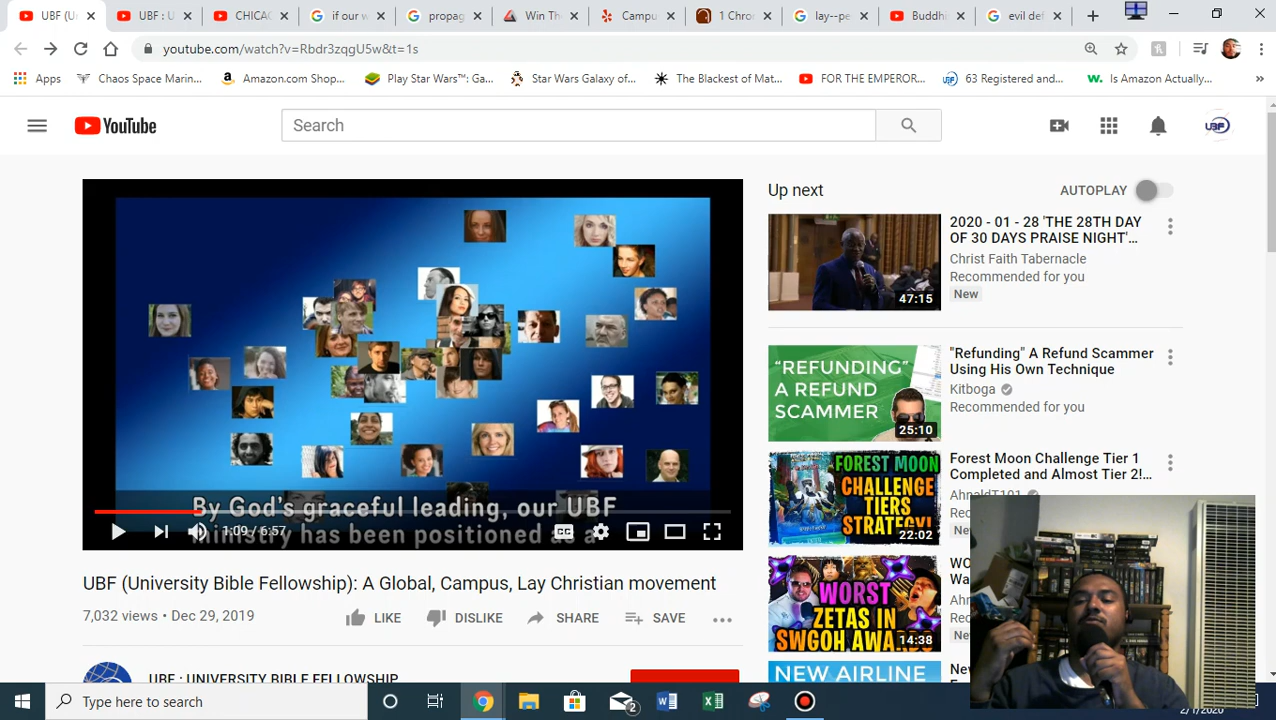 UBF (U
UBF : U
CHICAG
if our w
propag
Win The
Campu
1 Chron
lay--pe
Buddhi
evil def
youtube.com/watch?v=Rbdr3zqgU5w&t=1s
Apps
Chaos Space Marin...
Amazon.com Shop...
Play Star Wars™: Ga...
Star Wars Galaxy of...
The Blackest of Mat...
FOR THE EMPEROR...
63 Registered and...
Is Amazon Actually...
YouTube
Search
UBF
Up next
AUTOPLAY
2020 - 01 - 28 'THE 28TH DAY
OF 30 DAYS PRAISE NIGHT'...
Christ Faith Tabernacle
Recommended for you
New
47:15
"REFUNDING"
A REFUND
SCAMMER
25:10
"Refunding" A Refund Scammer
Using His Own Technique
Kitboga
Recommended for you
FOREST MOON
CHALLENGE
TIERS
STRATEGY!
22:02
Forest Moon Challenge Tier 1
Completed and Almost Tier 2!...
AhnaldT101
WORST
ZETAS IN
SWGOH AWARDS
14:38
NEW AIRLINE
By God's graceful leading, our UBF
ministry has been positioned as a
1:09 / 6:57
CC
UBF (University Bible Fellowship): A Global, Campus, Lay Christian movement
7,032 views • Dec 29, 2019
LIKE
DISLIKE
SHARE
SAVE
UBF : UNIVERSITY BIBLE FELLOWSHIP
Type here to search
2
2/1/2020